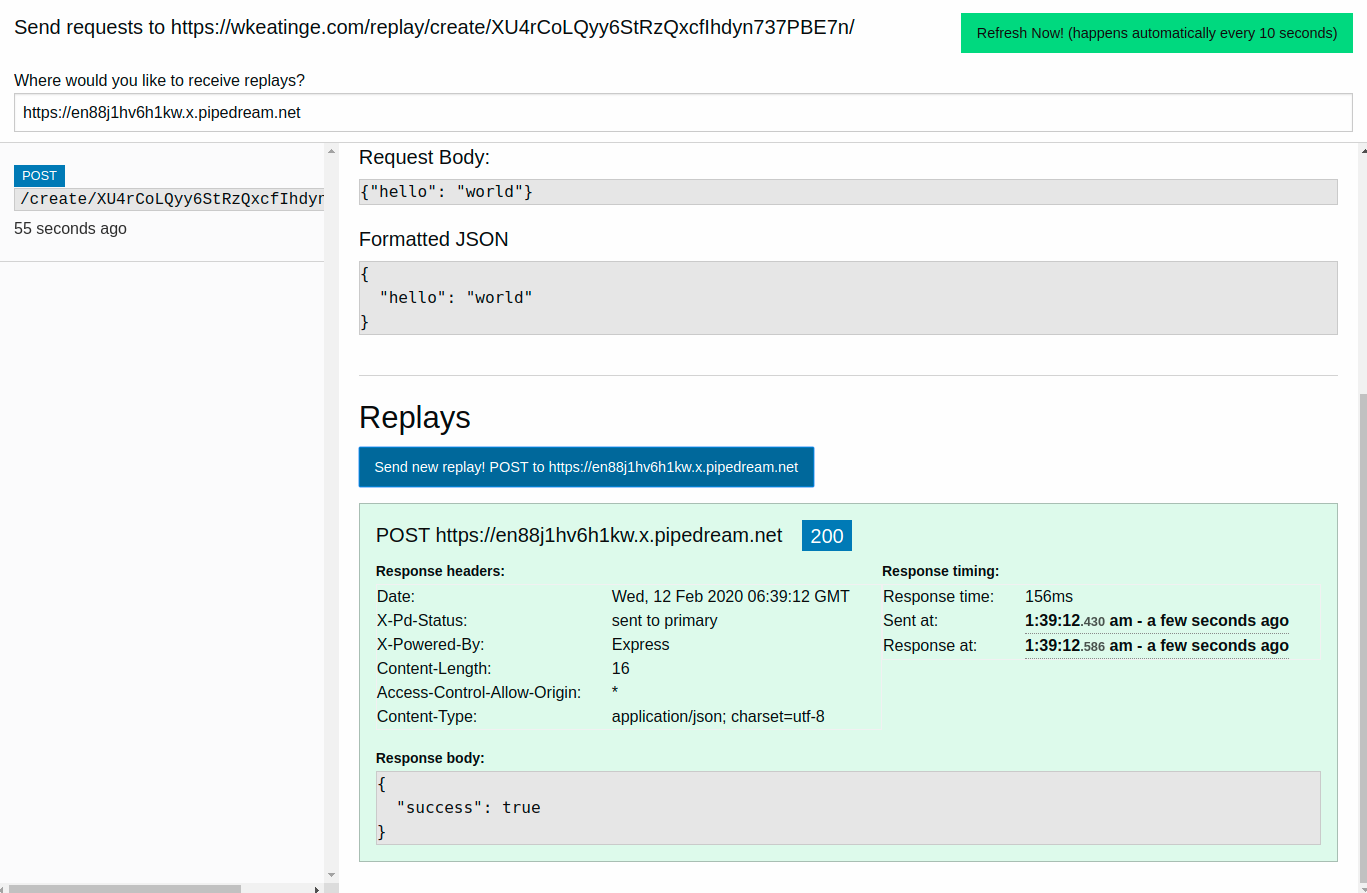 Send requests to https://wkeatinge.com/replay/create/XU4rCoLQyy6StRzQxcfIhdyn737PBE7n/
Refresh Now! (happens automatically every 10 seconds)
Where would you like to receive replays?
https://en88j1hv6h1kw.x.pipedream.net
POST
/create/XU4rCoLQyy6StRzQxcfIhdyn
55 seconds ago
Request Body:
{"hello": "world"}
Formatted JSON
{
  "hello": "world"
}
Replays
Send new replay! POST to https://en88j1hv6h1kw.x.pipedream.net
POST https://en88j1hv6h1kw.x.pipedream.net 200
Response headers:
Date: Wed, 12 Feb 2020 06:39:12 GMT
X-Pd-Status: sent to primary
X-Powered-By: Express
Content-Length: 16
Access-Control-Allow-Origin: *
Content-Type: application/json; charset=utf-8
Response timing:
Response time: 156ms
Sent at: 1:39:12.430 am - a few seconds ago
Response at: 1:39:12.586 am - a few seconds ago
Response body:
{
  "success": true
}